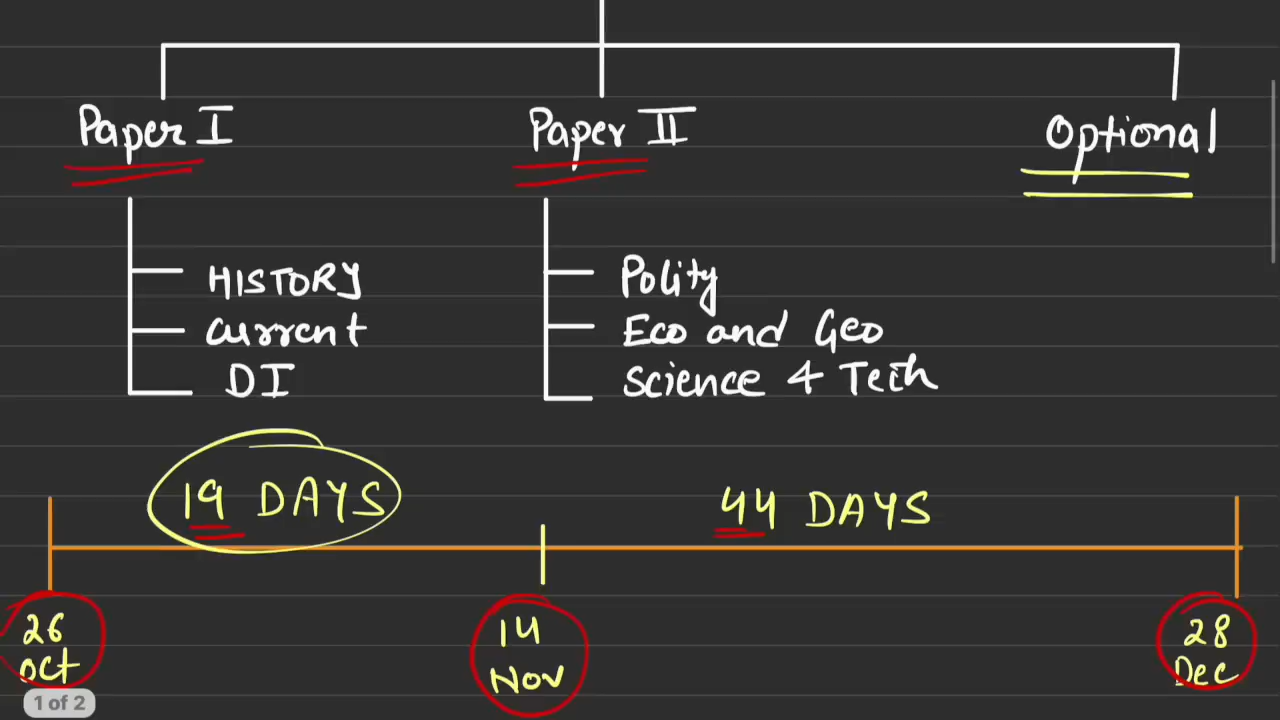 Paper I
Paper II
Optional
HISTORY
Current
DI
Polity
Eco and Geo
Science & Tech
19 DAYS
44 DAYS
26
Oct
14
Nov
28
Dec
1 of 2